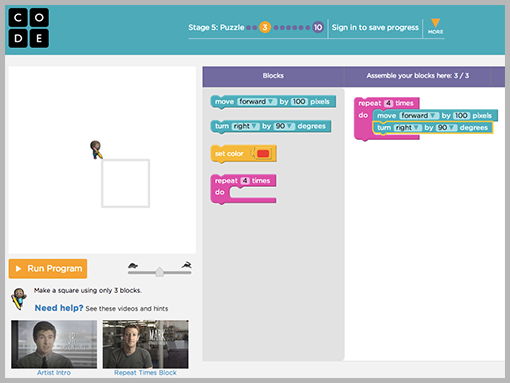 C O
D E
Stage 5: Puzzle 3 10 Sign in to save progress MORE
Blocks
Assemble your blocks here: 3 / 3
move forward by 100 pixels
turn right by 90 degrees
set color
repeat 4 times
do
repeat 4 times
do move forward by 100 pixels
turn right by 90 degrees
Run Program
Make a square using only 3 blocks.
Need help? See these videos and hints
MARK
Artist Intro
Repeat Times Block